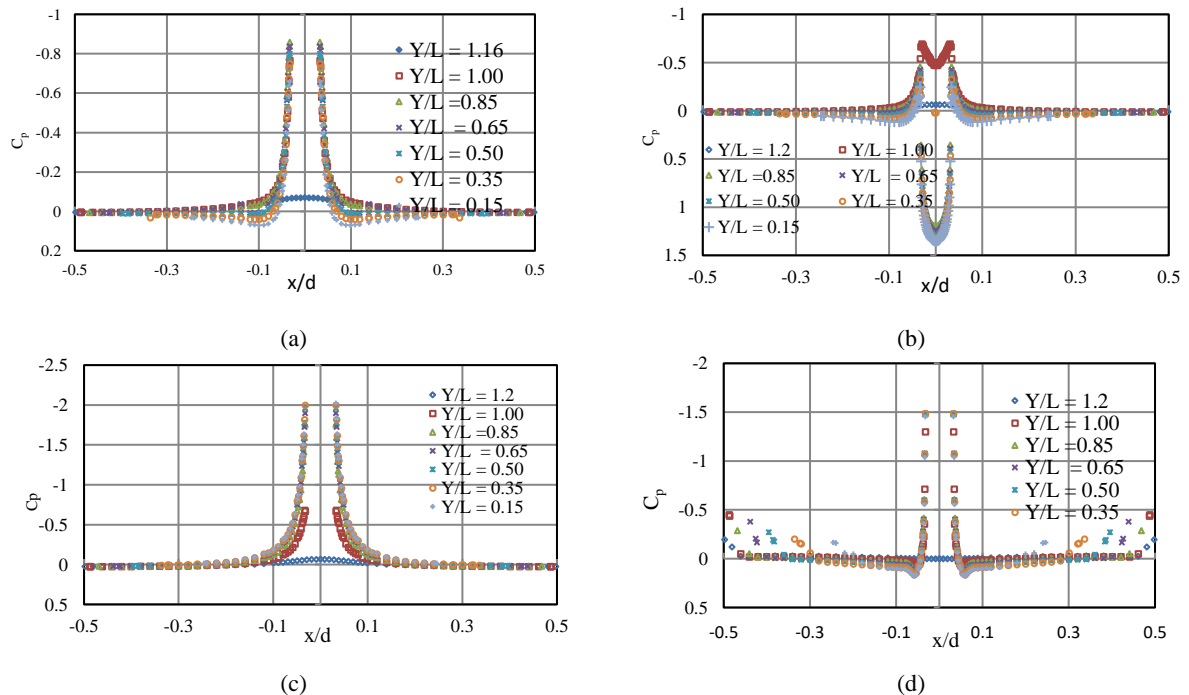 -1
-0.8
-0.6
-0.4
-0.2
0
0.2
Cp
-0.5 -0.3 -0.1 0.1 0.3 0.5
x/d
Y/L = 1.16
Y/L = 1.00
Y/L =0.85
Y/L = 0.65
Y/L = 0.50
Y/L = 0.35
Y/L = 0.15
(a)
-1
-0.5
0
0.5
1
1.5
Cp
-0.5 -0.3 -0.1 0.1 0.3 0.5
x/d
Y/L = 1.2 Y/L = 1.00
Y/L =0.85 Y/L = 0.65
Y/L = 0.50 Y/L = 0.35
Y/L = 0.15
(b)
-2.5
-2
-1.5
-1
-0.5
0
0.5
Cp
-0.5 -0.3 -0.1 0.1 0.3 0.5
x/d
Y/L = 1.2
Y/L = 1.00
Y/L =0.85
Y/L = 0.65
Y/L = 0.50
Y/L = 0.35
Y/L = 0.15
(c)
-2
-1.5
-1
-0.5
0
0.5
Cp
-0.5 -0.3 -0.1 0.1 0.3 0.5
x/d
Y/L = 1.2
Y/L = 1.00
Y/L =0.85
Y/L = 0.65
Y/L = 0.50
Y/L = 0.35
(d)